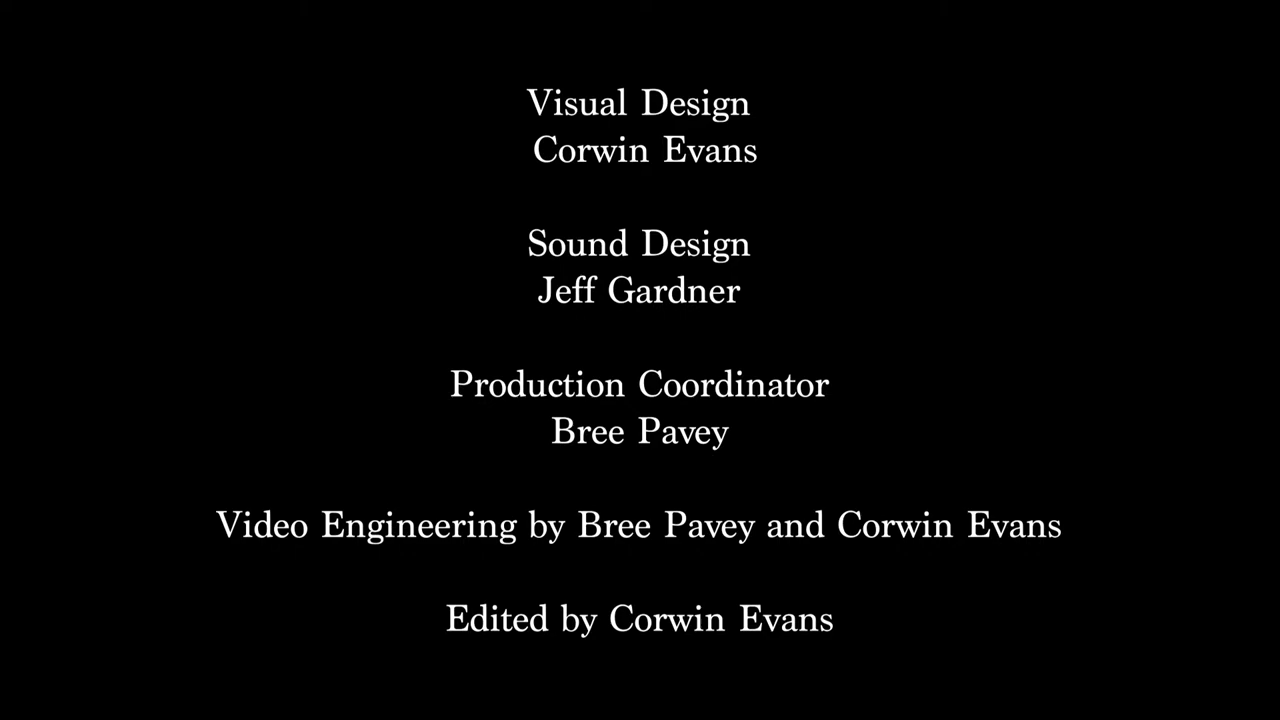 Visual Design
Corwin Evans
Sound Design
Jeff Gardner
Production Coordinator
Bree Pavey
Video Engineering by Bree Pavey and Corwin Evans
Edited by Corwin Evans